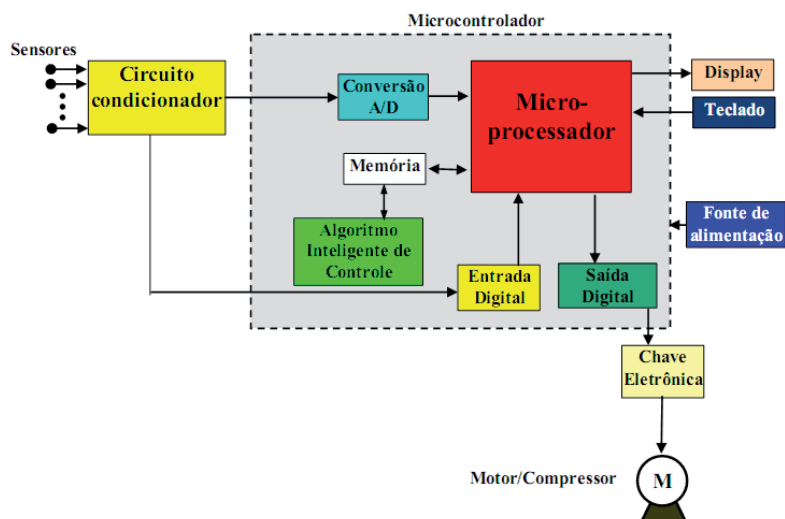 Microcontrolador
Sensores
Circuito
condicionador
Conversão
A/D
Micro-
processador
Display
Teclado
Memória
Algoritmo
Inteligente de
Controle
Entrada
Digital
Saída
Digital
Fonte de
alimentação
Chave
Eletrônica
Motor/Compressor
M